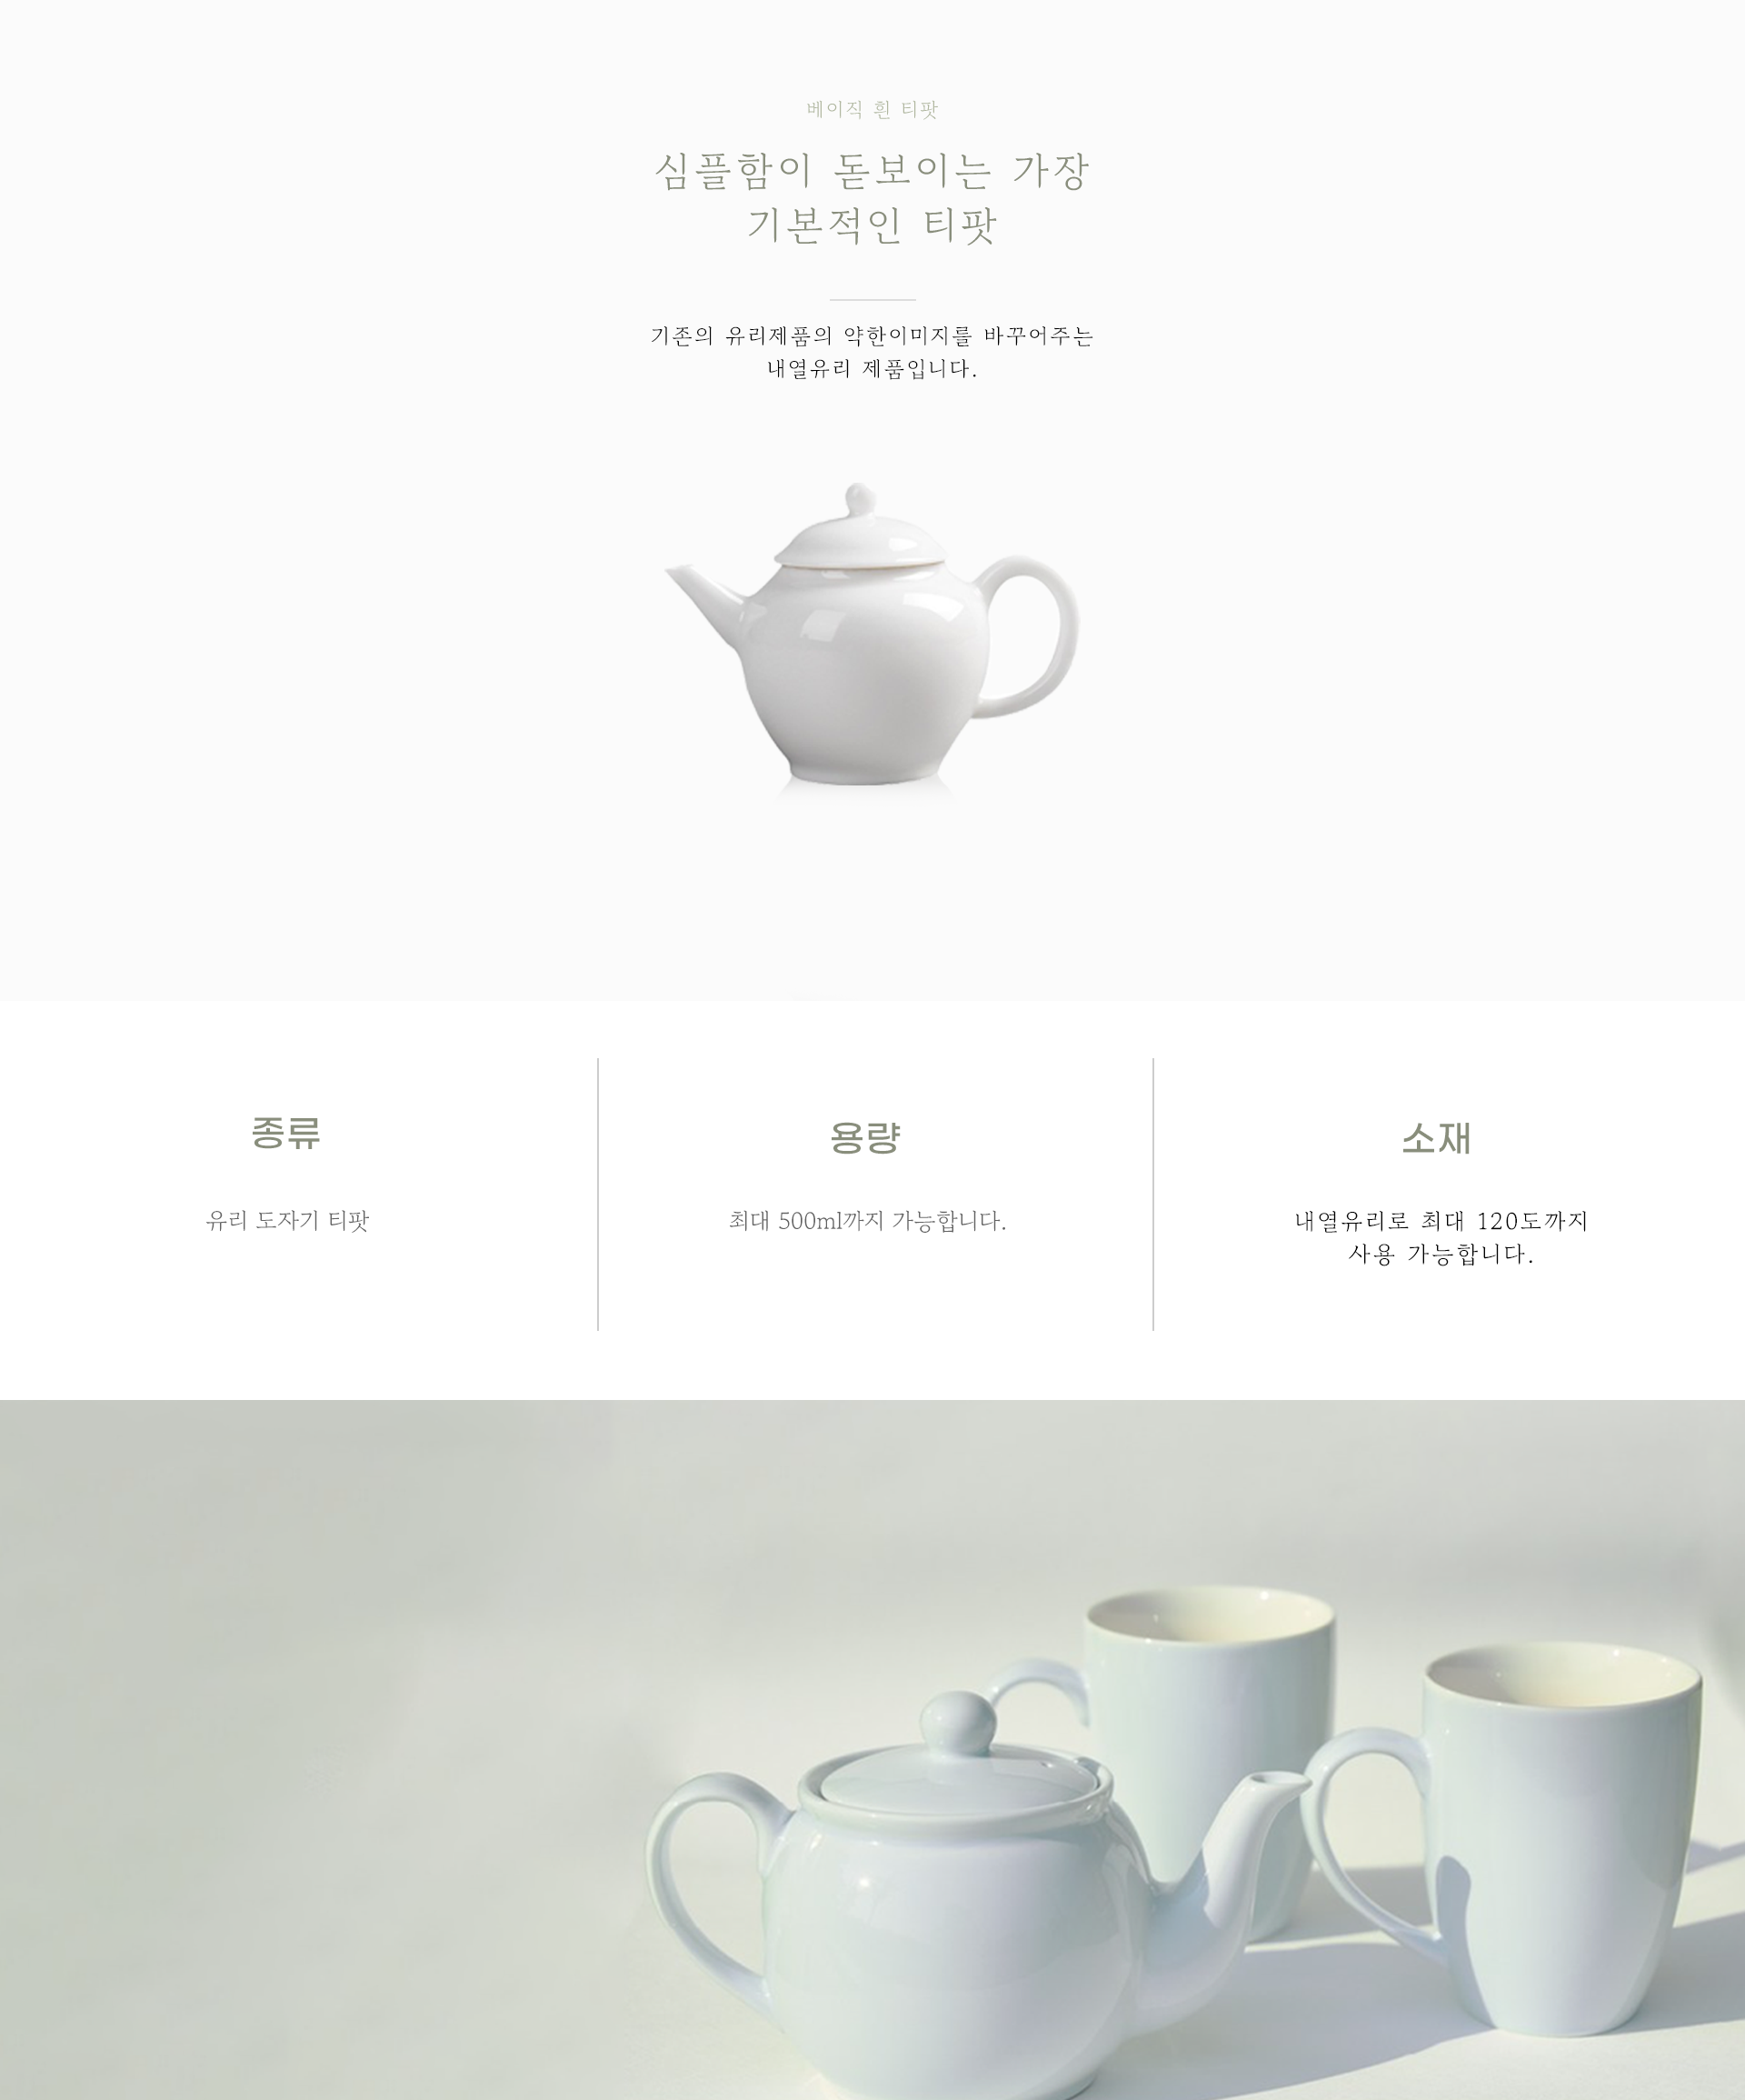 베이직 흰 티팟
심플함이 돋보이는 가장
기본적인 티팟
기존의 유리제품의 약한이미지를 바꾸어주는
내열유리 제품입니다.
종류
유리 도자기 티팟
용량
최대 500ml까지 가능합니다.
소재
내열유리로 최대 120도까지
사용 가능합니다.